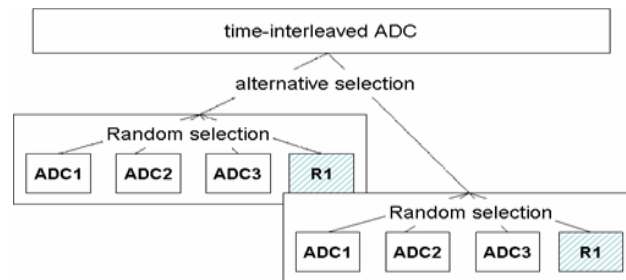 time-interleaved ADC
alternative selection
Random selection
ADC1 ADC2 ADC3 R1
Random selection
ADC1 ADC2 ADC3 R1